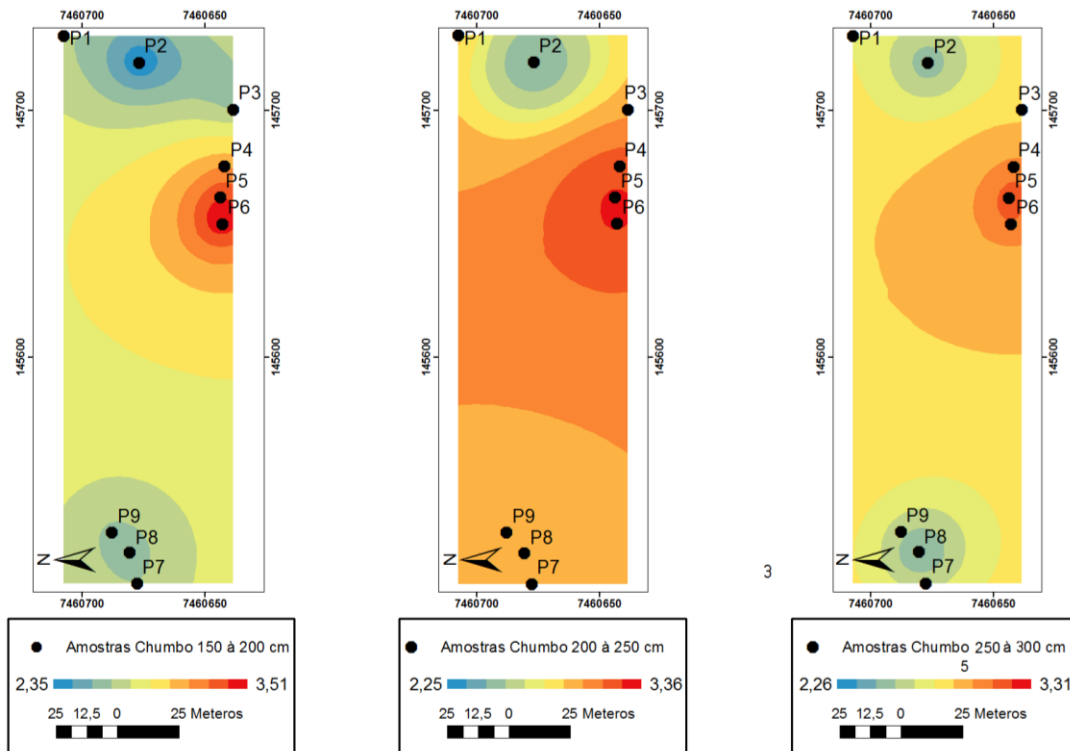 7460700 7460650
P1
P2
P3
P4
P5
P6
P9
P8
P7
N
145700
145600
145700
145600
7460700 7460650
Amostras Chumbo 150 à 200 cm
2,35 3,51
25 12,5 0 25 Meteros
7460700 7460650
P1
P2
P3
P4
P5
P6
P9
P8
P7
N
145700
145600
145700
145600
7460700 7460650
Amostras Chumbo 200 à 250 cm
2,25 3,36
25 12,5 0 25 Meteros
3
7460700 7460650
P1
P2
P3
P4
P5
P6
P9
P8
P7
N
145700
145600
145700
145600
7460700 7460650
Amostras Chumbo 250 à 300 cm
5
2,26 3,31
25 12,5 0 25 Meteros